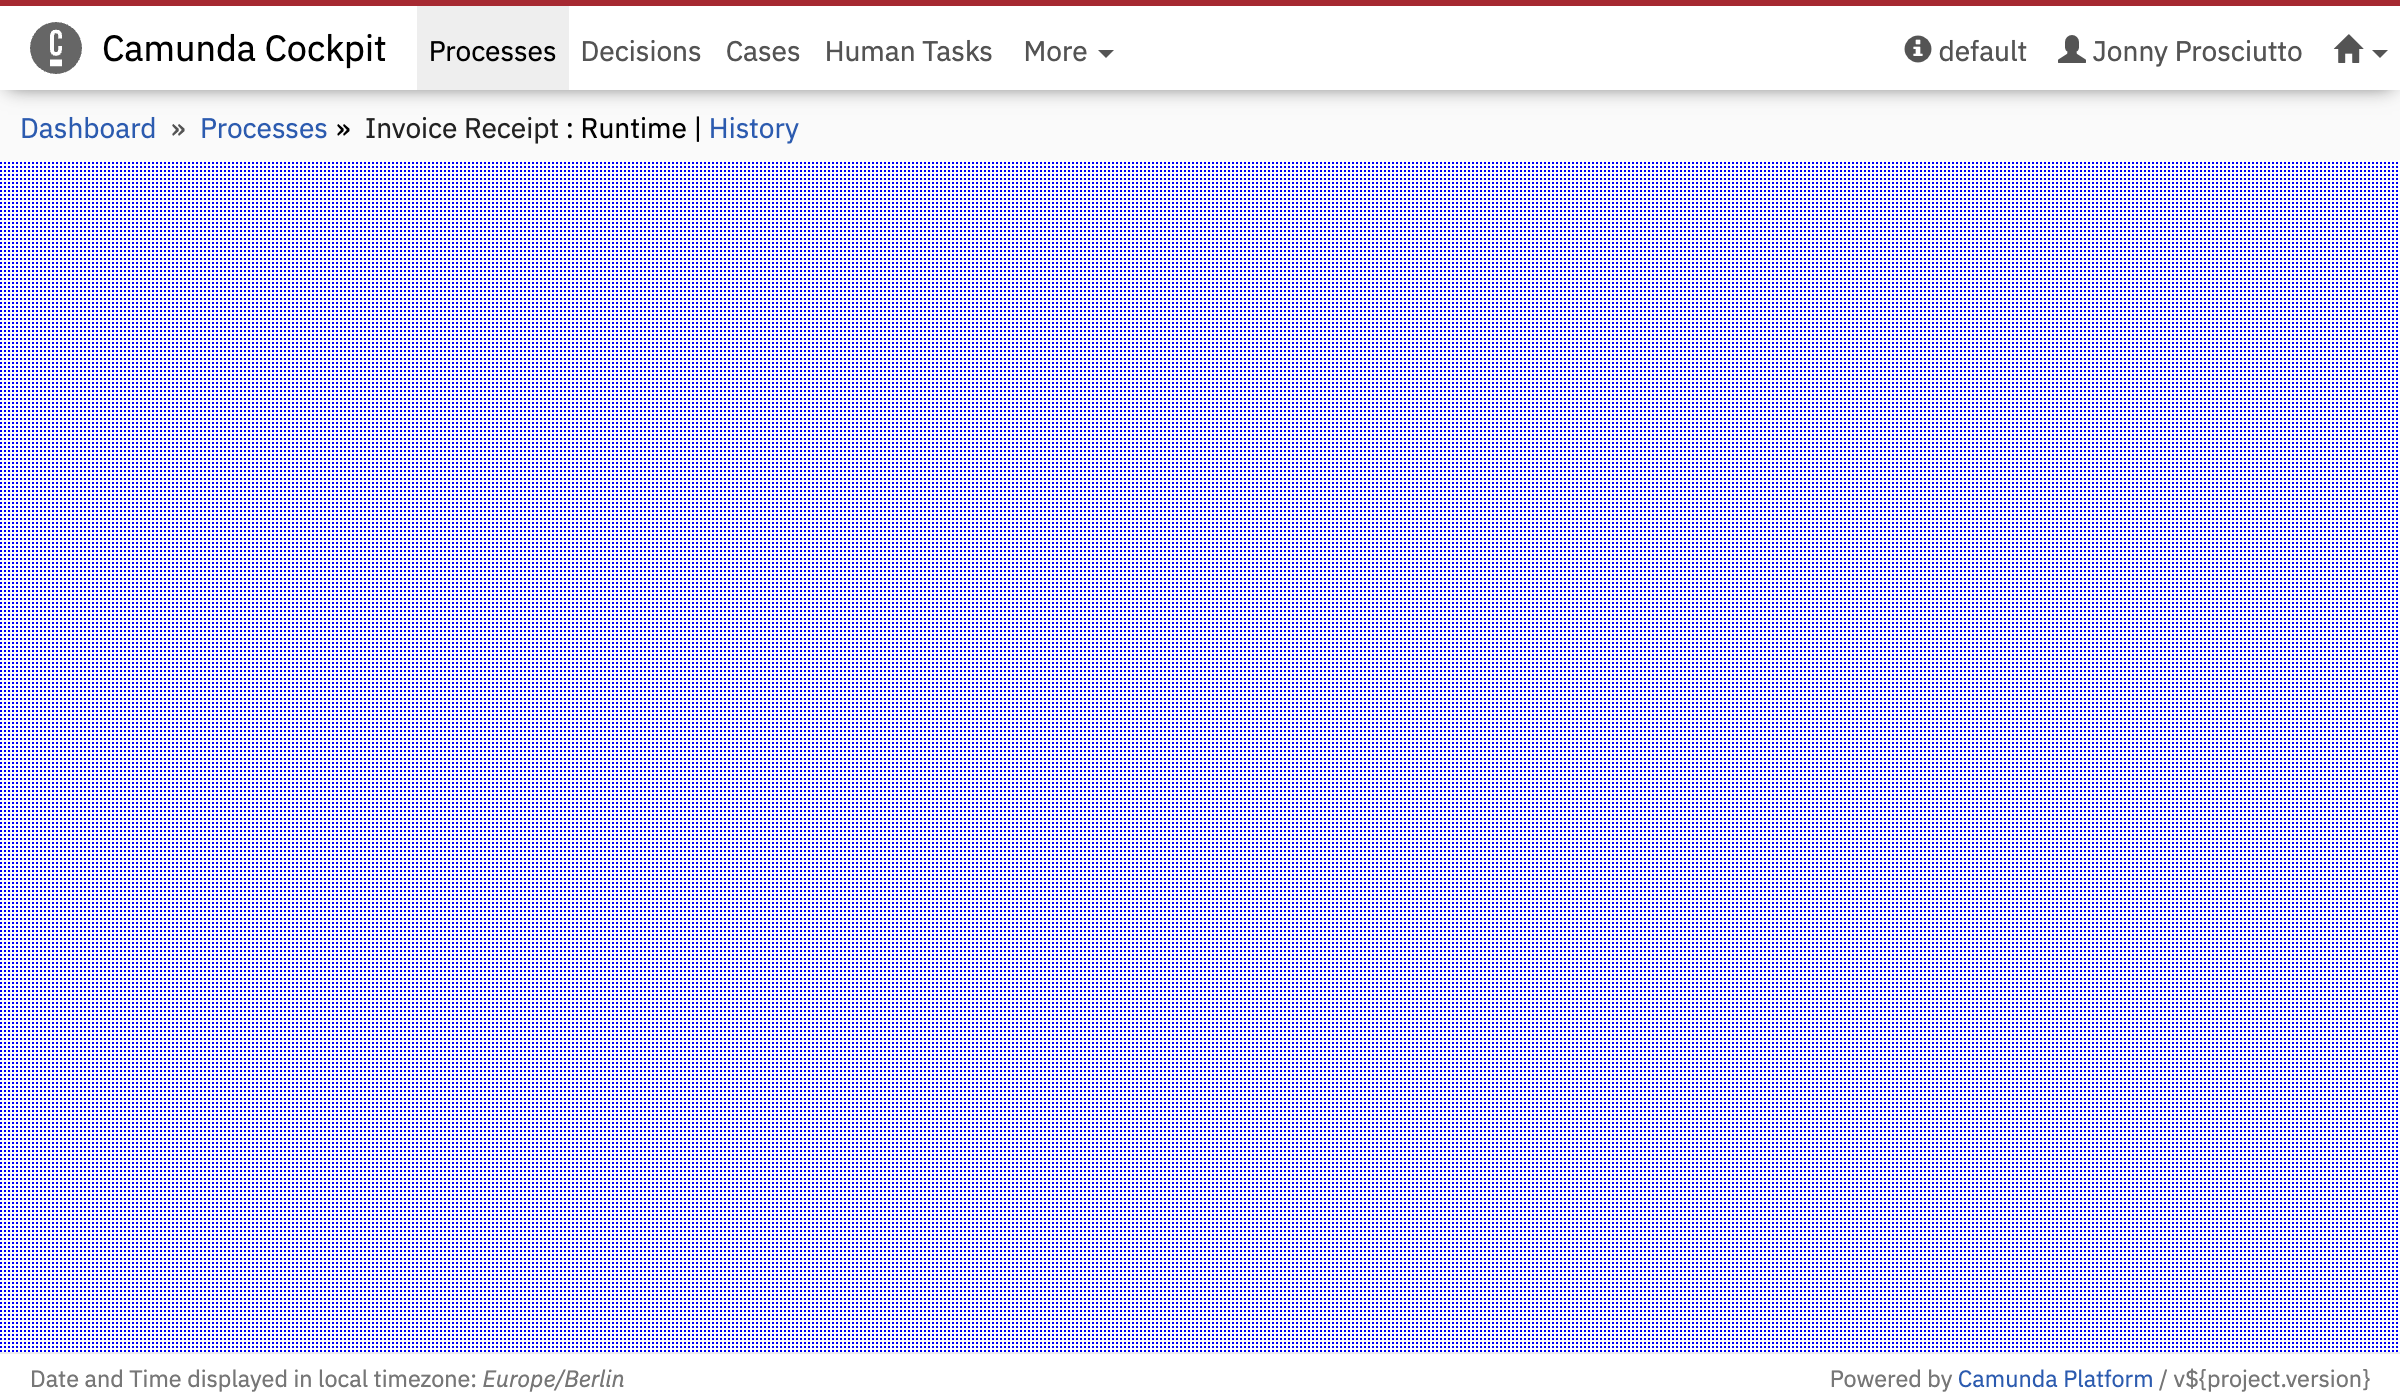 Camunda Cockpit Processes Decisions Cases Human Tasks More default Jonny Prosciutto
Dashboard » Processes » Invoice Receipt : Runtime | History
Date and Time displayed in local timezone: Europe/Berlin Powered by Camunda Platform / v${project.version}